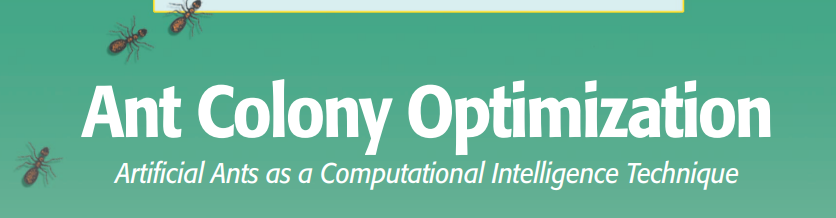 Ant Colony Optimization
Artificial Ants as a Computational Intelligence Technique